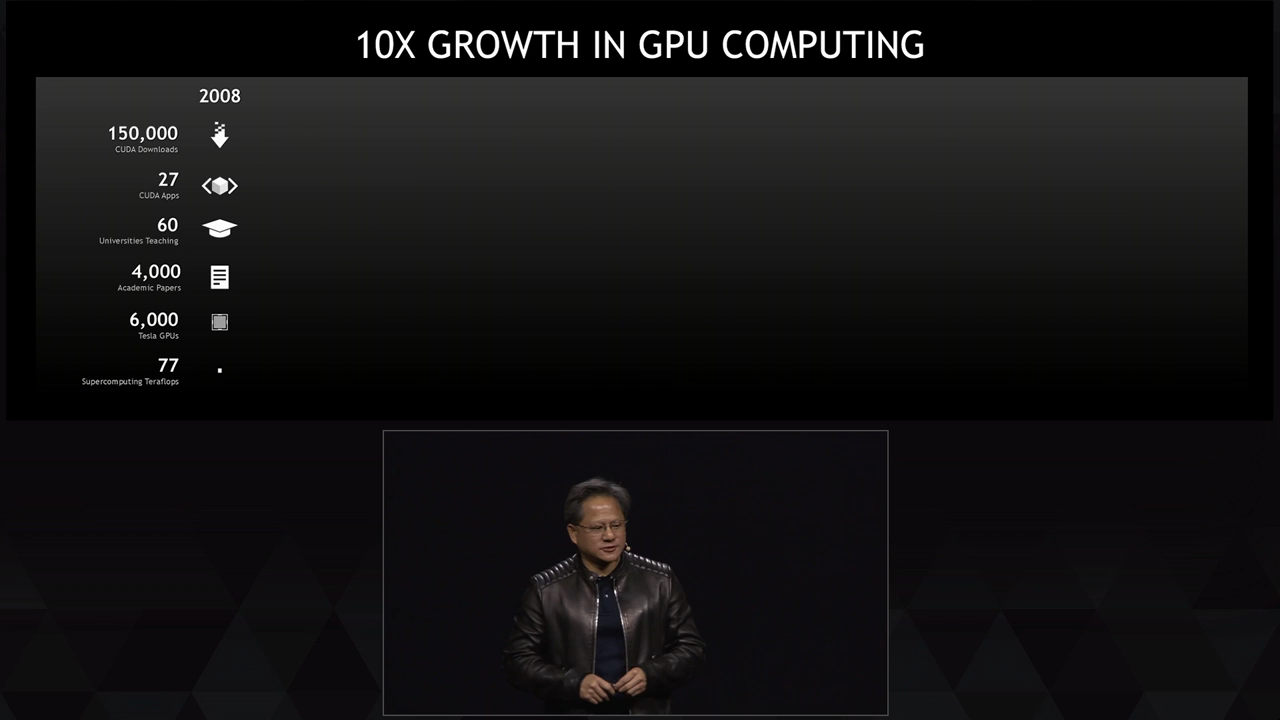 10X GROWTH IN GPU COMPUTING
2008
150,000
CUDA Downloads
27
CUDA Apps
60
Universities Teaching
4,000
Academic Papers
6,000
Tesla GPUs
77
Supercomputing Teraflops